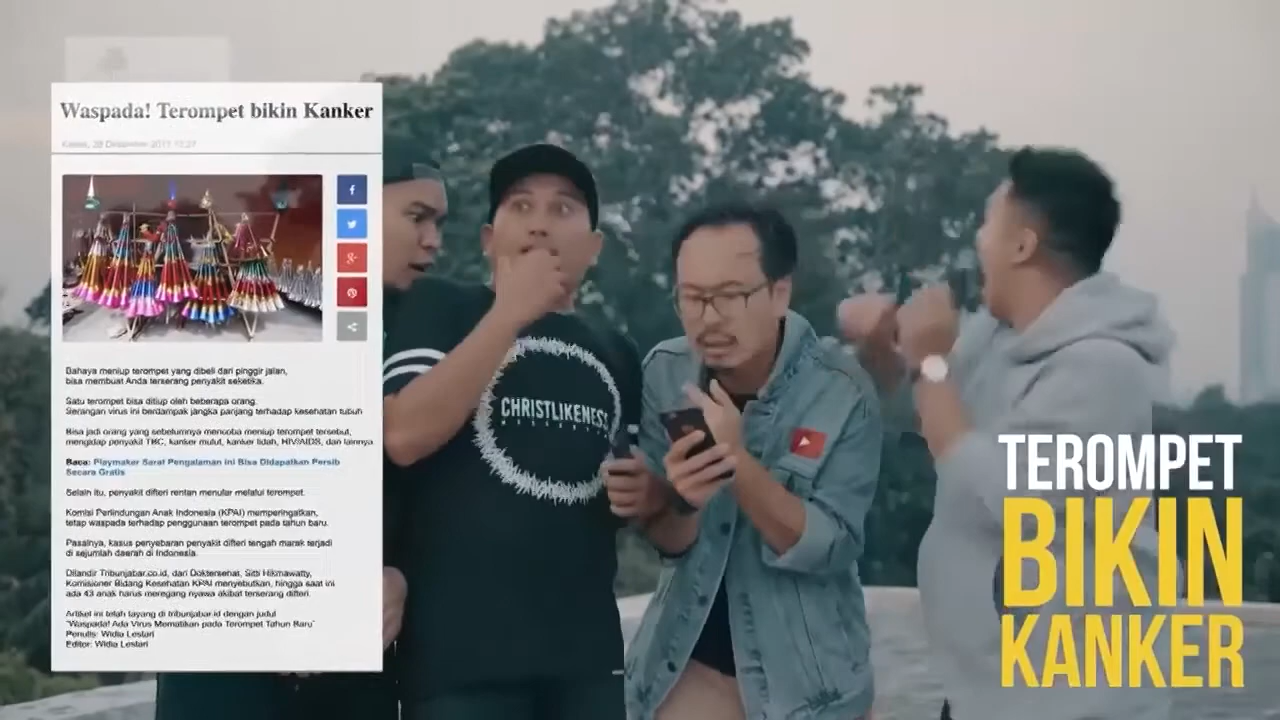 Waspada! Terompet bikin Kanker
Bahaya meniup terompet yang dibeli dari pinggir jalan,
bisa membuat Anda terserang penyakit seketika.
Satu terompet bisa ditiup oleh beberapa orang.
Serangan virus ini berdampak jangka panjang terhadap kesehatan tubuh
Bisa jadi orang yang sebelumnya mencoba meniup terompet tersebut,
mengidap penyakit TBC, kanker mulut, kanker lidah, HIV/AIDS, dan lainnya
Baca: Playmaker Sarat Pengalaman ini Bisa Didapatkan Persib
Secara Gratis
Selain itu, penyakit difteri rentan menular melalui terompet.
Komisi Perlindungan Anak Indonesia (KPAI) memperingatkan,
tetap waspada terhadap penggunaan terompet pada tahun baru.
Pasalnya, kasus penyebaran penyakit difteri tengah marak terjadi
di sejumlah daerah di Indonesia.
Dilandir Tribunjabar.co.id, dari Doktersehat, Sitti Hikmawatty,
Komisioner Bidang Kesehatan KPAI menyebutkan, hingga saat ini
ada 43 anak harus meregang nyawa akibat terserang difteri.
Artikel ini telah tayang di tribunjabar.id dengan judul
"Waspada! Ada Virus Mematikan pada Terompet Tahun Baru"
Penulis: Widia Lestari
Editor: Widia Lestari
CHRISTLIKENESS
TEROMPET
BIKIN
KANKER